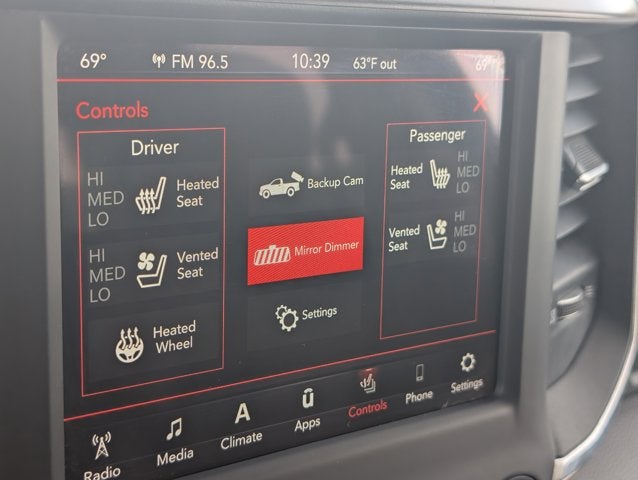 69° FM 96.5 10:39 63°F out 69°
Controls X
Driver
HI
MED
LO
Heated
Seat
HI
MED
LO
Vented
Seat
Heated
Wheel
Backup Cam
Mirror Dimmer
Settings
Passenger
Heated
Seat
HI
MED
LO
Vented
Seat
HI
MED
LO
Radio
Media
Climate
Apps
Controls
Phone
Settings